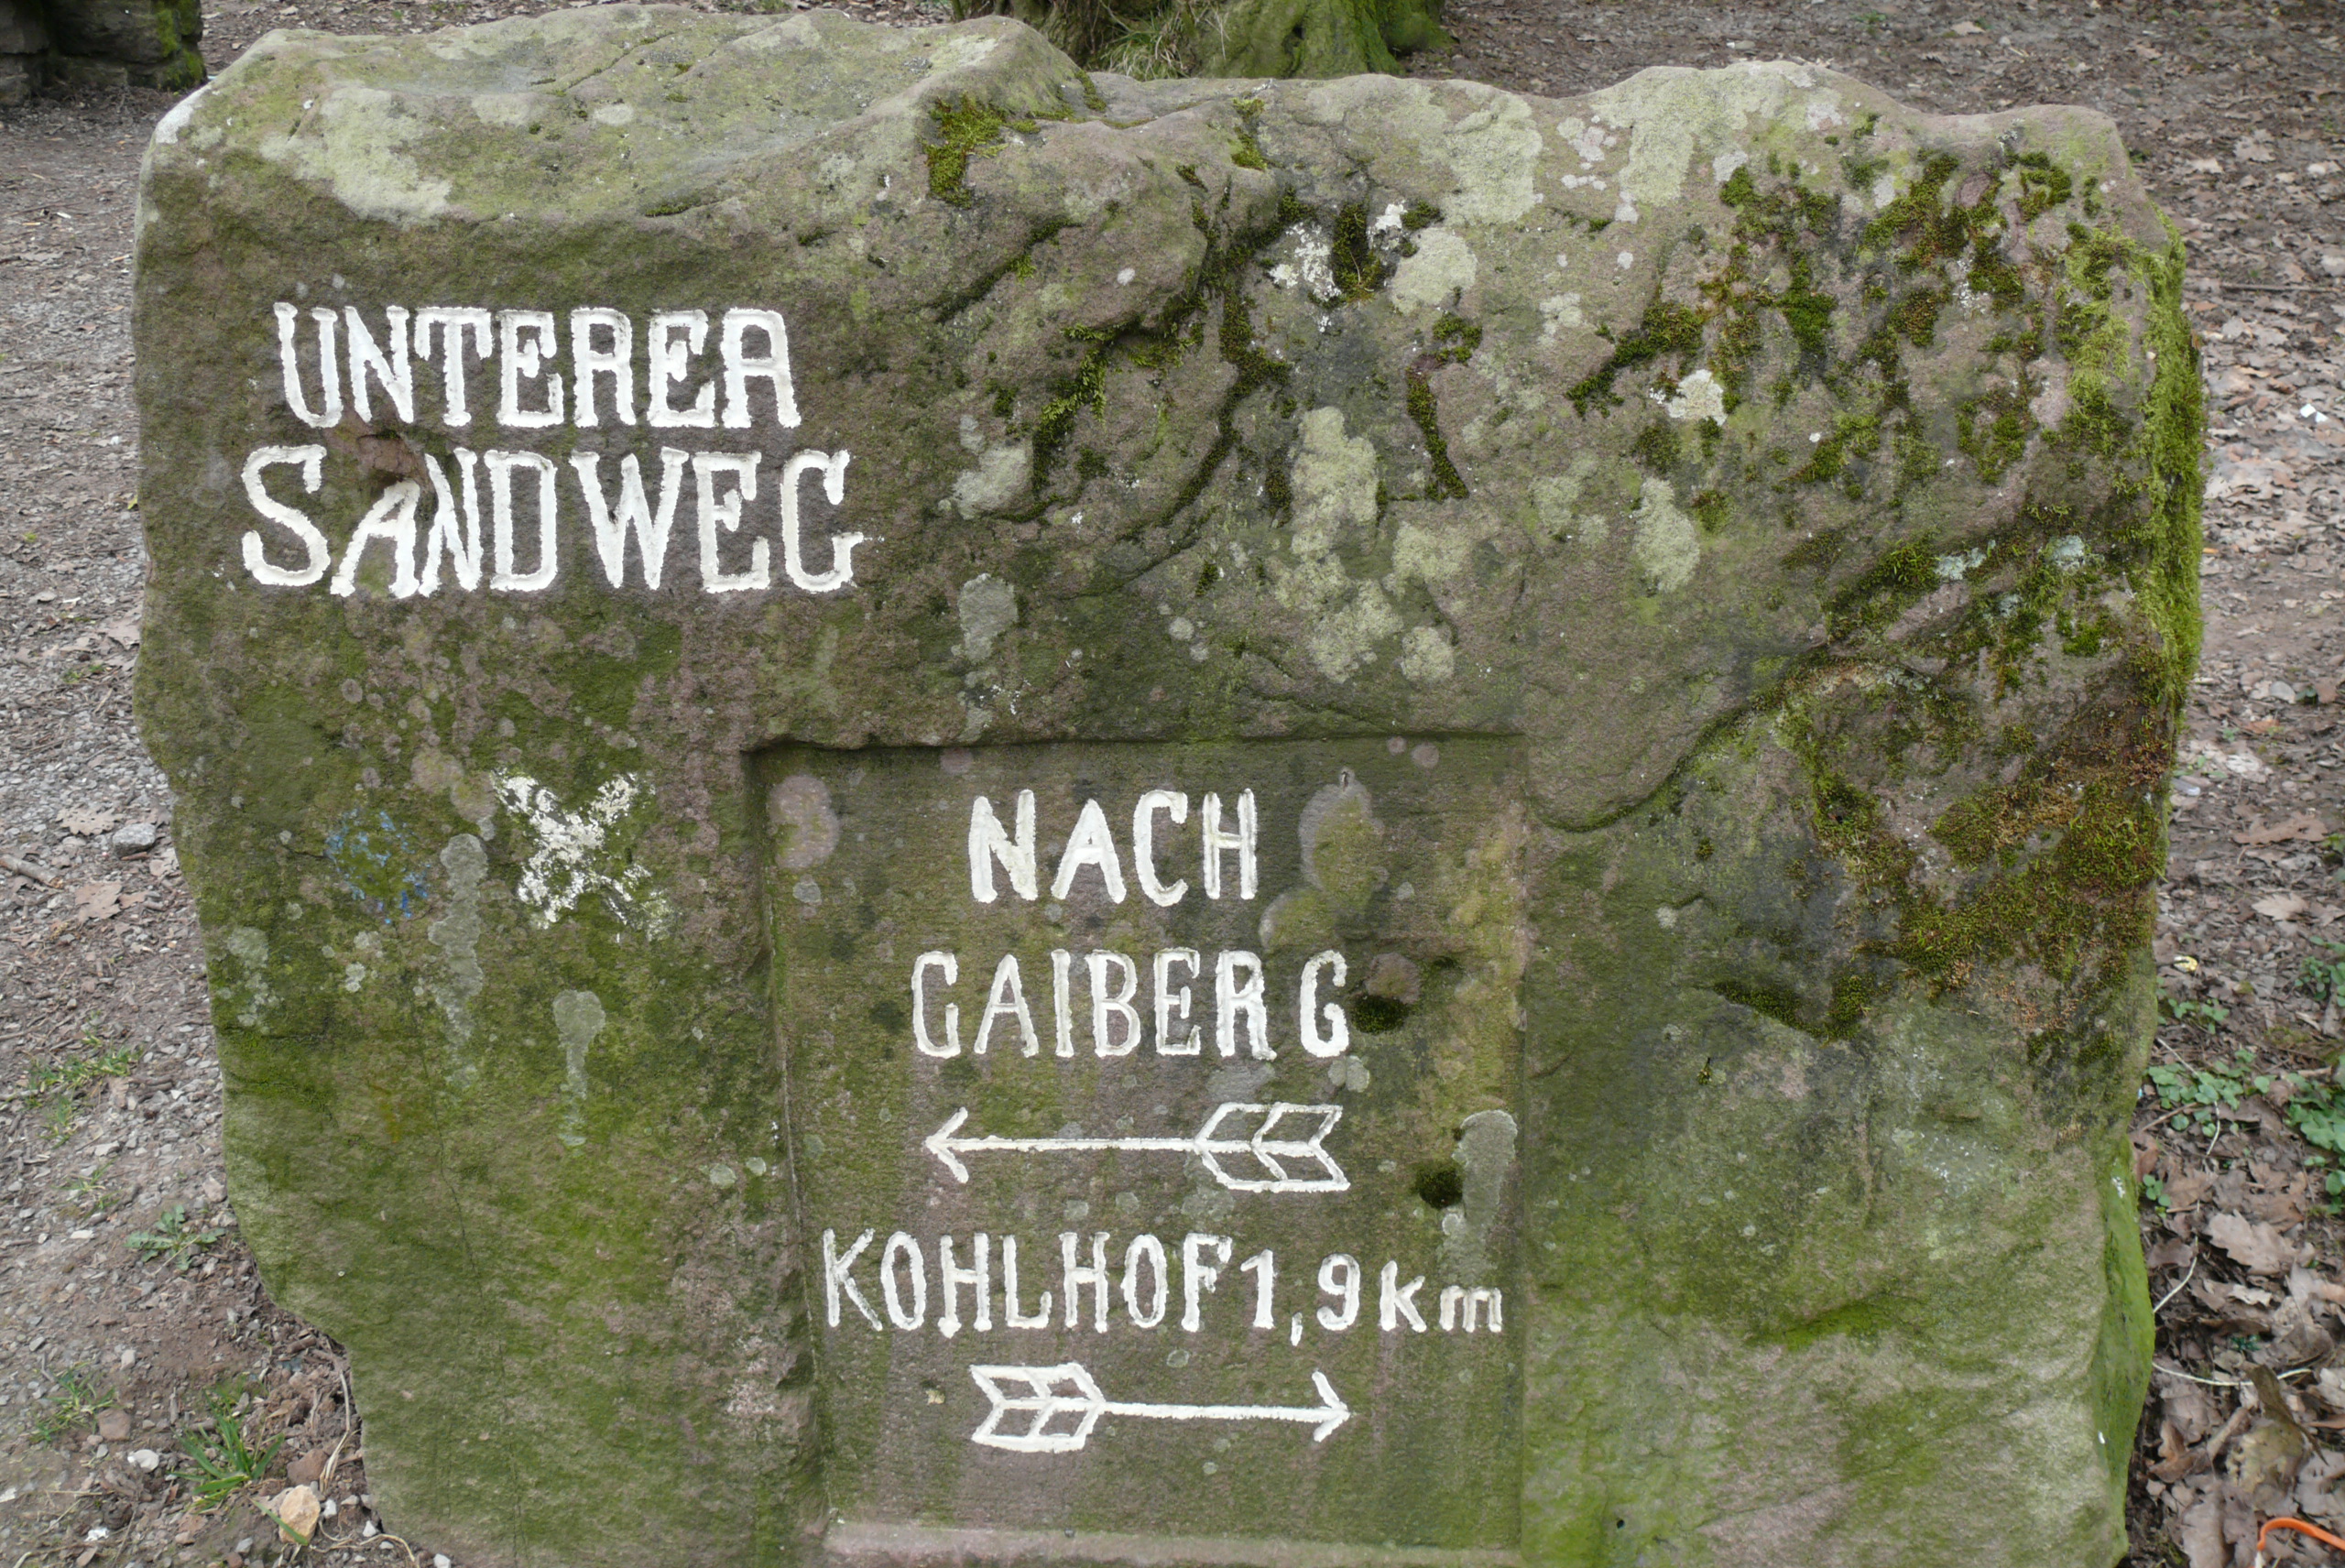 UNTERER
SANDWEG
NACH
GAIBERG
KOHLHOF 1,9 km